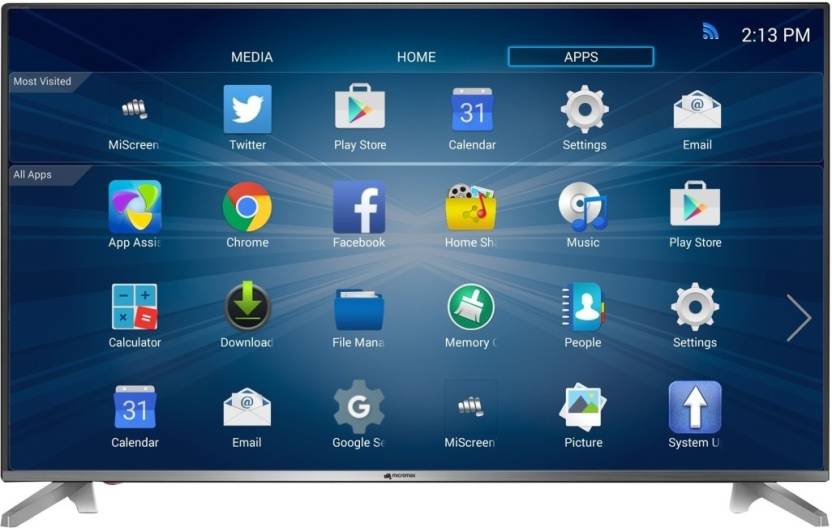 2:13 PM
MEDIA HOME APPS
Most Visited
31
MiScreen Twitter Play Store Calendar Settings Email
All Apps
App Assis Chrome Facebook Home Sh Music Play Store
Calculator Download File Mana Memory People Settings
31 G
Calendar Email Google Se MiScreen Picture System U
micromax